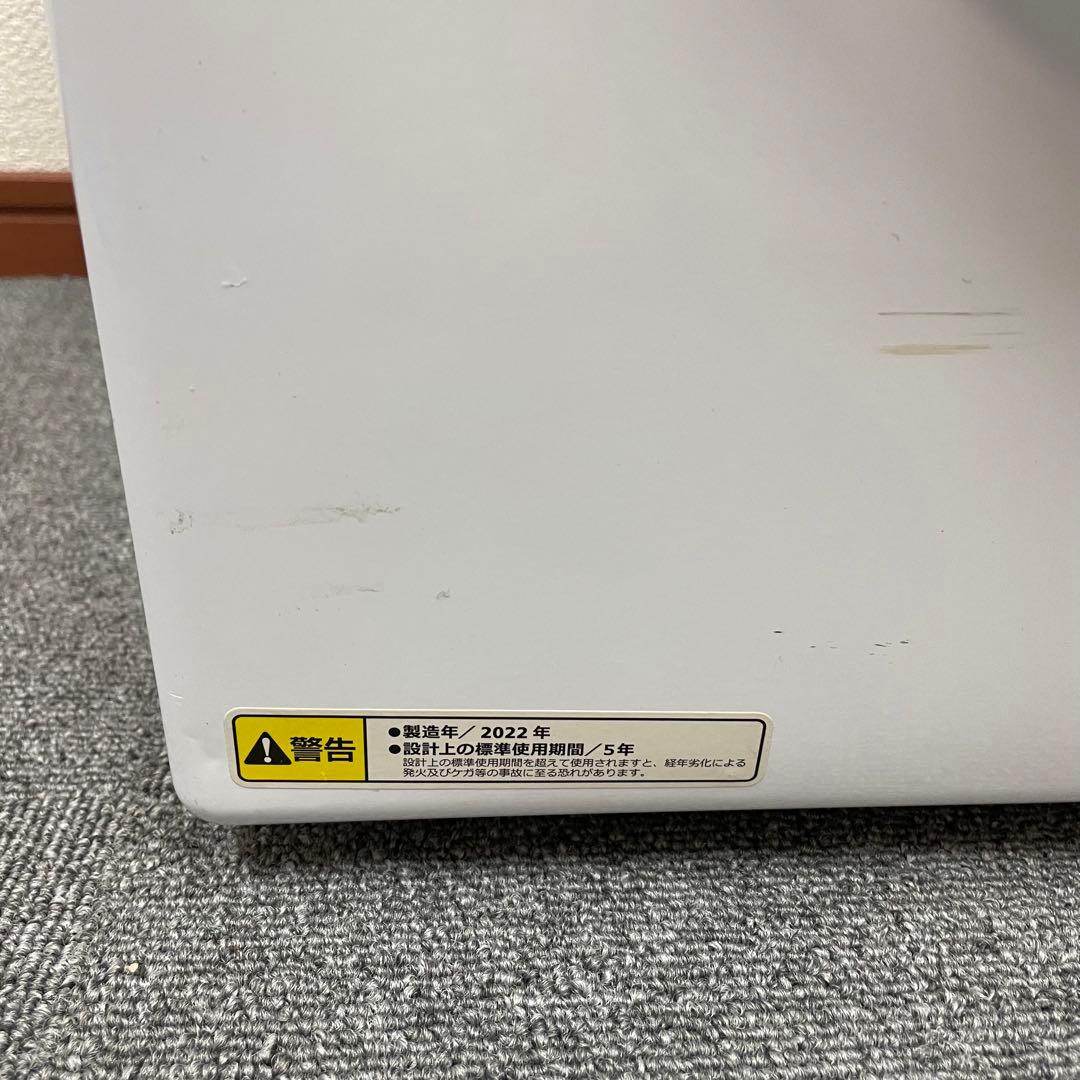 警告
●製造年／2022年
●設計上の標準使用期間／5年
設計上の標準使用期間を超えて使用されますと、経年劣化による
発火及びケガ等の事故に至る恐れがあります。